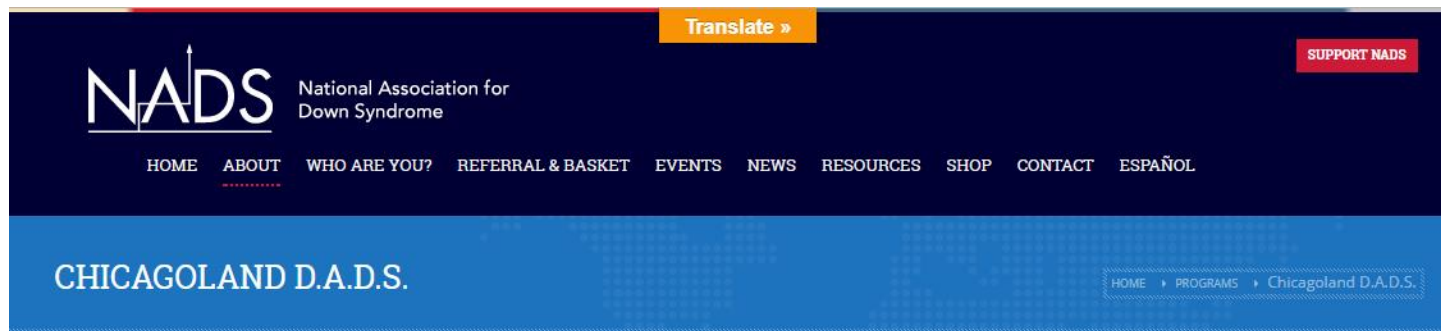 Translate »
SUPPORT NADS
NADS
National Association for
Down Syndrome
HOME ABOUT WHO ARE YOU? REFERRAL & BASKET EVENTS NEWS RESOURCES SHOP CONTACT ESPAÑOL
CHICAGOLAND D.A.D.S.
HOME PROGRAMS Chicagoland D.A.D.S.